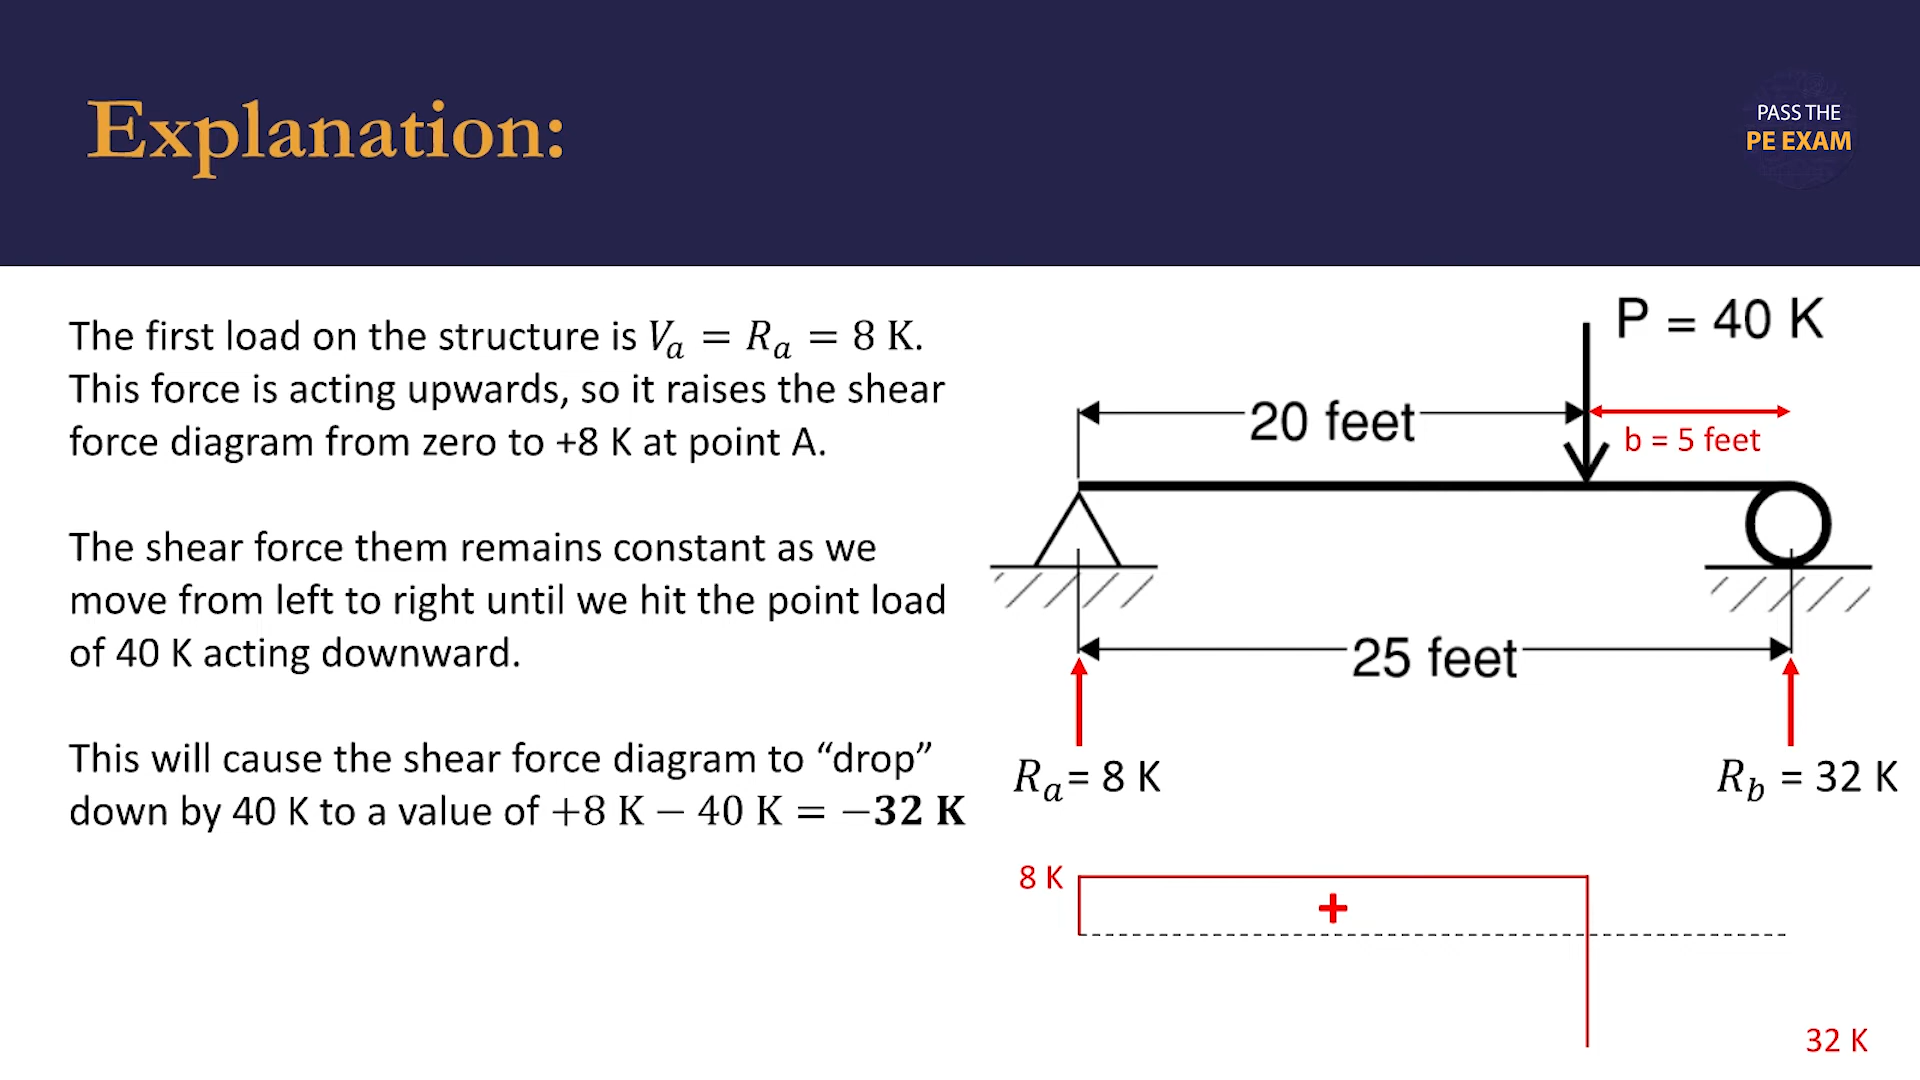 Explanation:
PASS THE
PE EXAM
The first load on the structure is Vₐ = Rₐ = 8 K.
This force is acting upwards, so it raises the shear
force diagram from zero to +8 K at point A.
The shear force them remains constant as we
move from left to right until we hit the point load
of 40 K acting downward.
This will cause the shear force diagram to “drop”
down by 40 K to a value of +8 K − 40 K = −32 K
P = 40 K
20 feet
b = 5 feet
25 feet
Rₐ= 8 K
R_b = 32 K
8 K
+
32 K